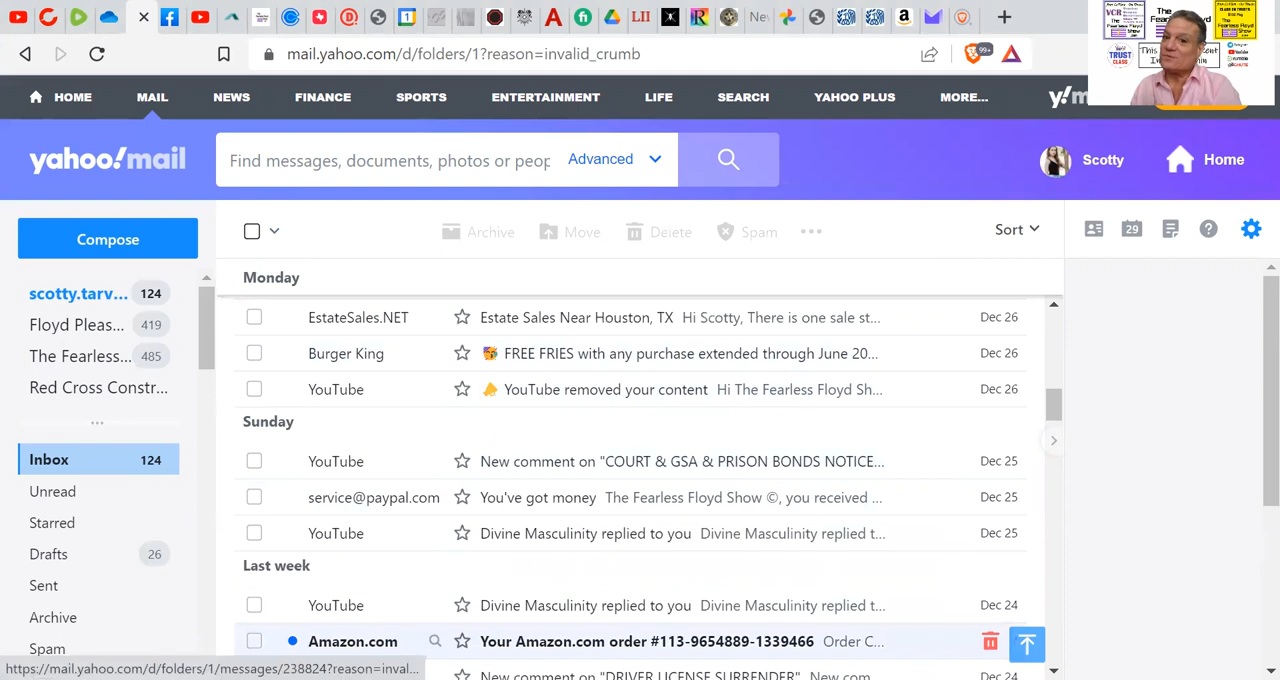 mail.yahoo.com/d/folders/1?reason=invalid_crumb
99+
HOME MAIL NEWS FINANCE SPORTS ENTERTAINMENT LIFE SEARCH YAHOO PLUS MORE...
yahoo!mail
Find messages, documents, photos or peop
Advanced
Scotty
Home
Compose
Archive Move Delete Spam
Sort
29
Monday
scotty.tarv... 124
Floyd Pleas... 419
The Fearless... 485
Red Cross Constr...
Inbox 124
Unread
Starred
Drafts 26
Sent
Archive
Spam
EstateSales.NET Estate Sales Near Houston, TX Hi Scotty, There is one sale st... Dec 26
Burger King FREE FRIES with any purchase extended through June 20... Dec 26
YouTube YouTube removed your content Hi The Fearless Floyd Sh... Dec 26
Sunday
YouTube New comment on "COURT & GSA & PRISON BONDS NOTICE... Dec 25
service@paypal.com You've got money The Fearless Floyd Show ©, you received ... Dec 25
YouTube Divine Masculinity replied to you Divine Masculinity replied t... Dec 25
Last week
YouTube Divine Masculinity replied to you Divine Masculinity replied t... Dec 24
Amazon.com Your Amazon.com order #113-9654889-1339466 Order C...
New comment on "DRIVER LICENSE SURRENDER" New com... Dec 24
https://mail.yahoo.com/d/folders/1/messages/238824?reason=inval...